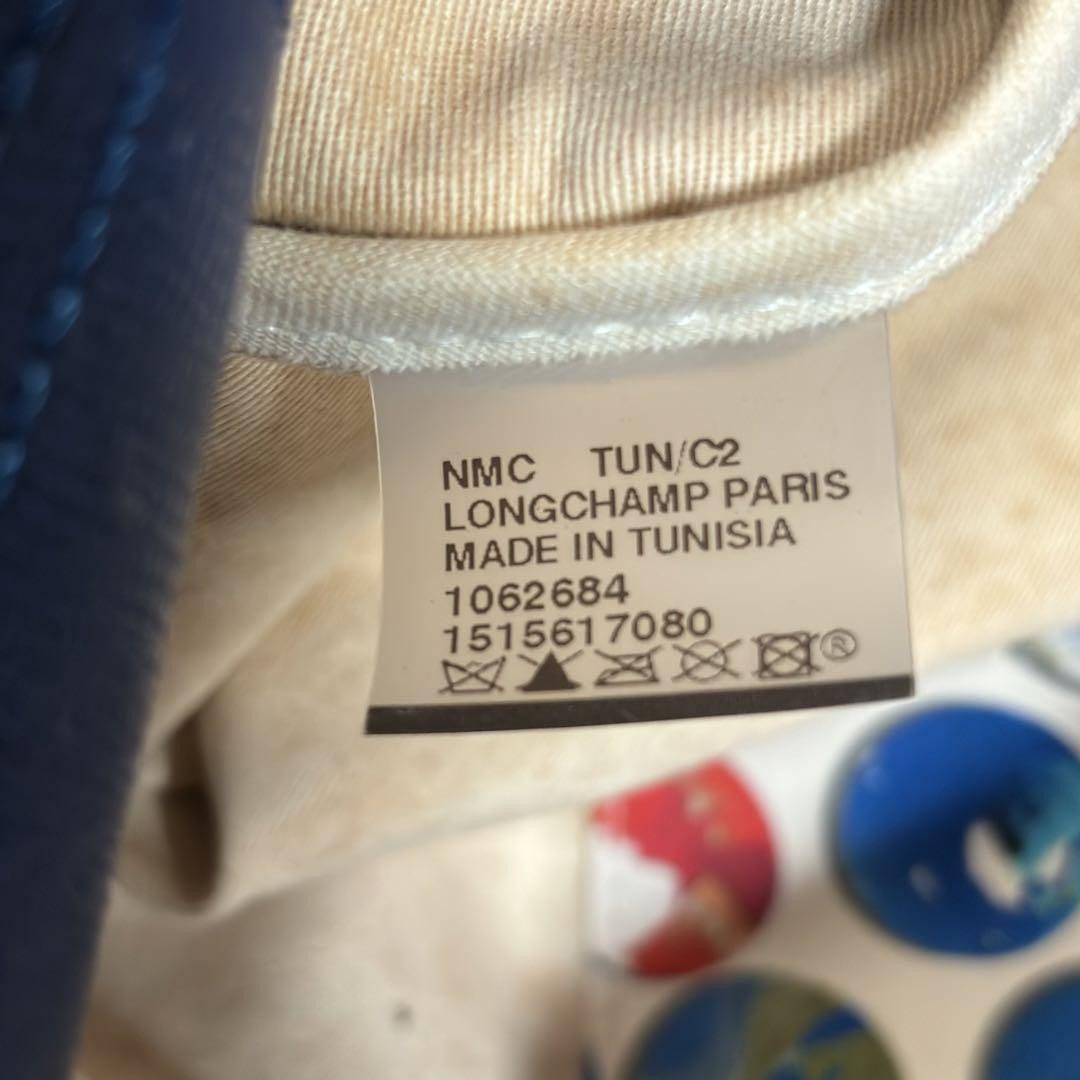 NMC TUN/C2
LONGCHAMP PARIS
MADE IN TUNISIA
1062684
1515617080
®